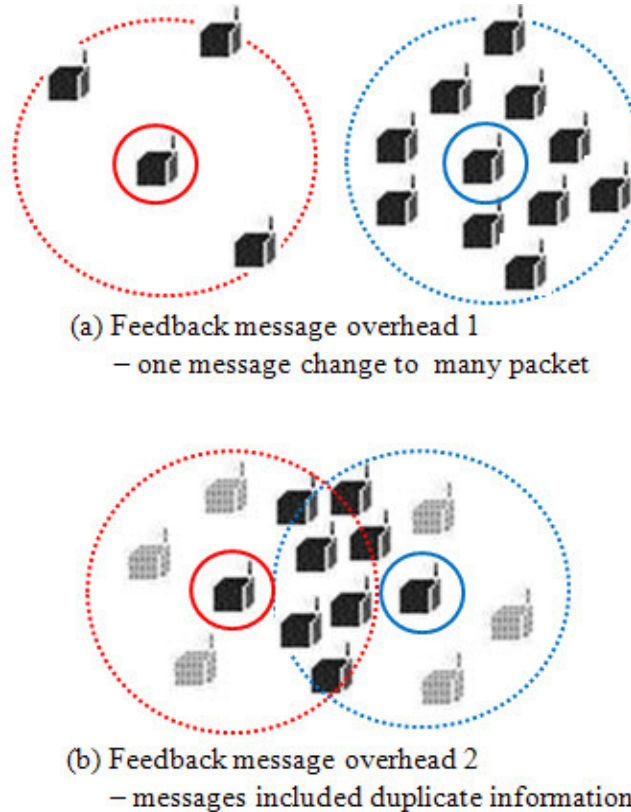 (a) Feedback message overhead 1
– one message change to many packet
(b) Feedback message overhead 2
– messages included duplicate information